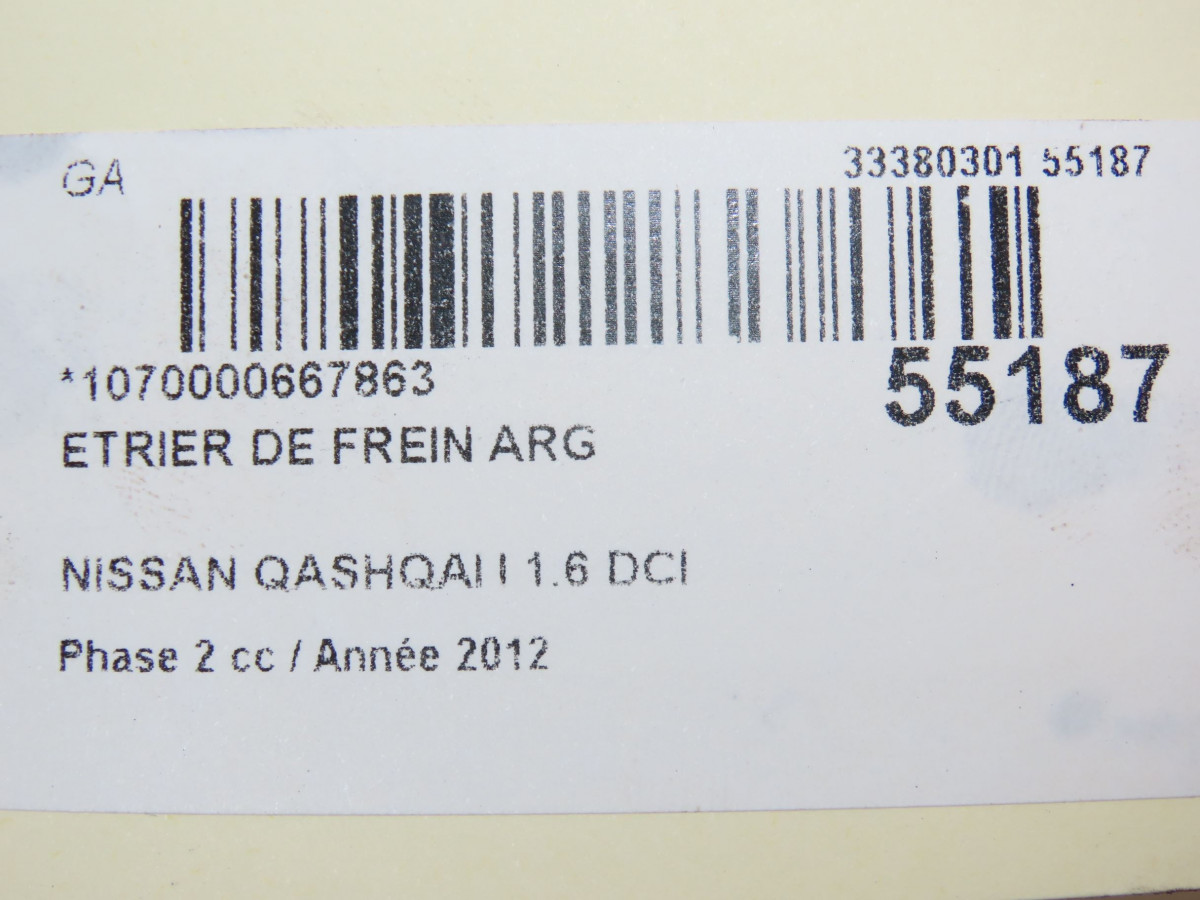 GA
33380301 55187
*1070000667863
55187
ETRIER DE FREIN ARG
NISSAN QASHQAI I 1.6 DCI
Phase 2 cc / Année 2012